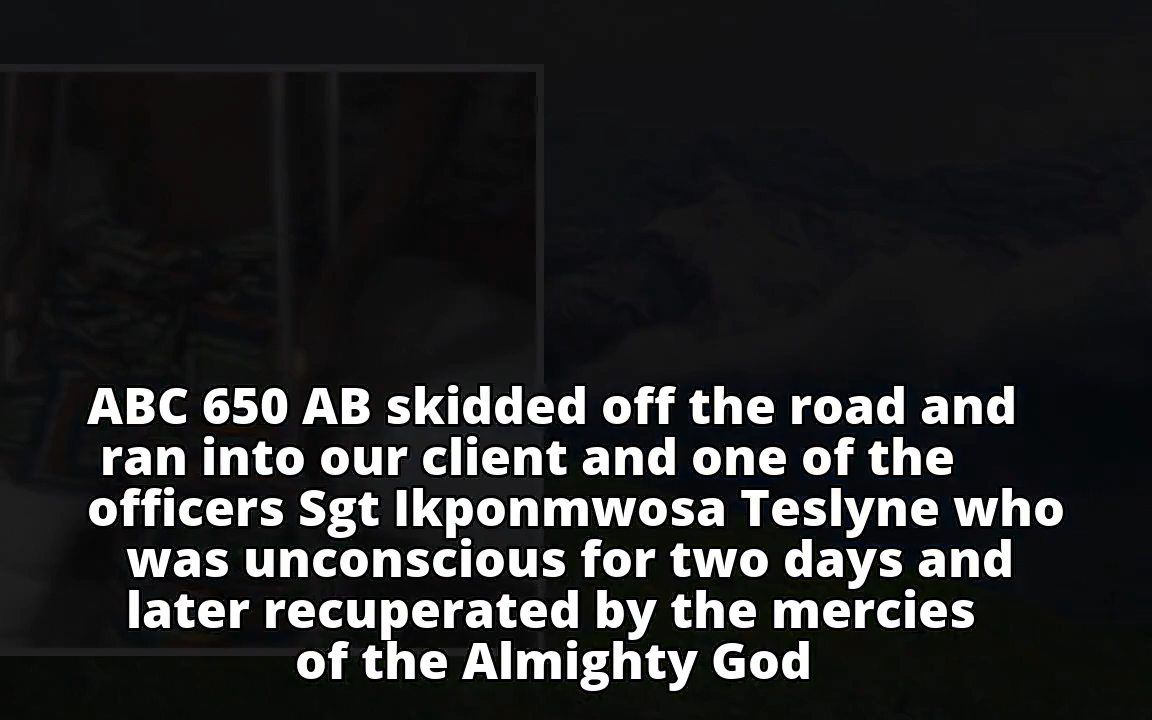 ABC 650 AB skidded off the road and
ran into our client and one of the
officers Sgt Ikponmwosa Teslyne who
was unconscious for two days and
later recuperated by the mercies
of the Almighty God